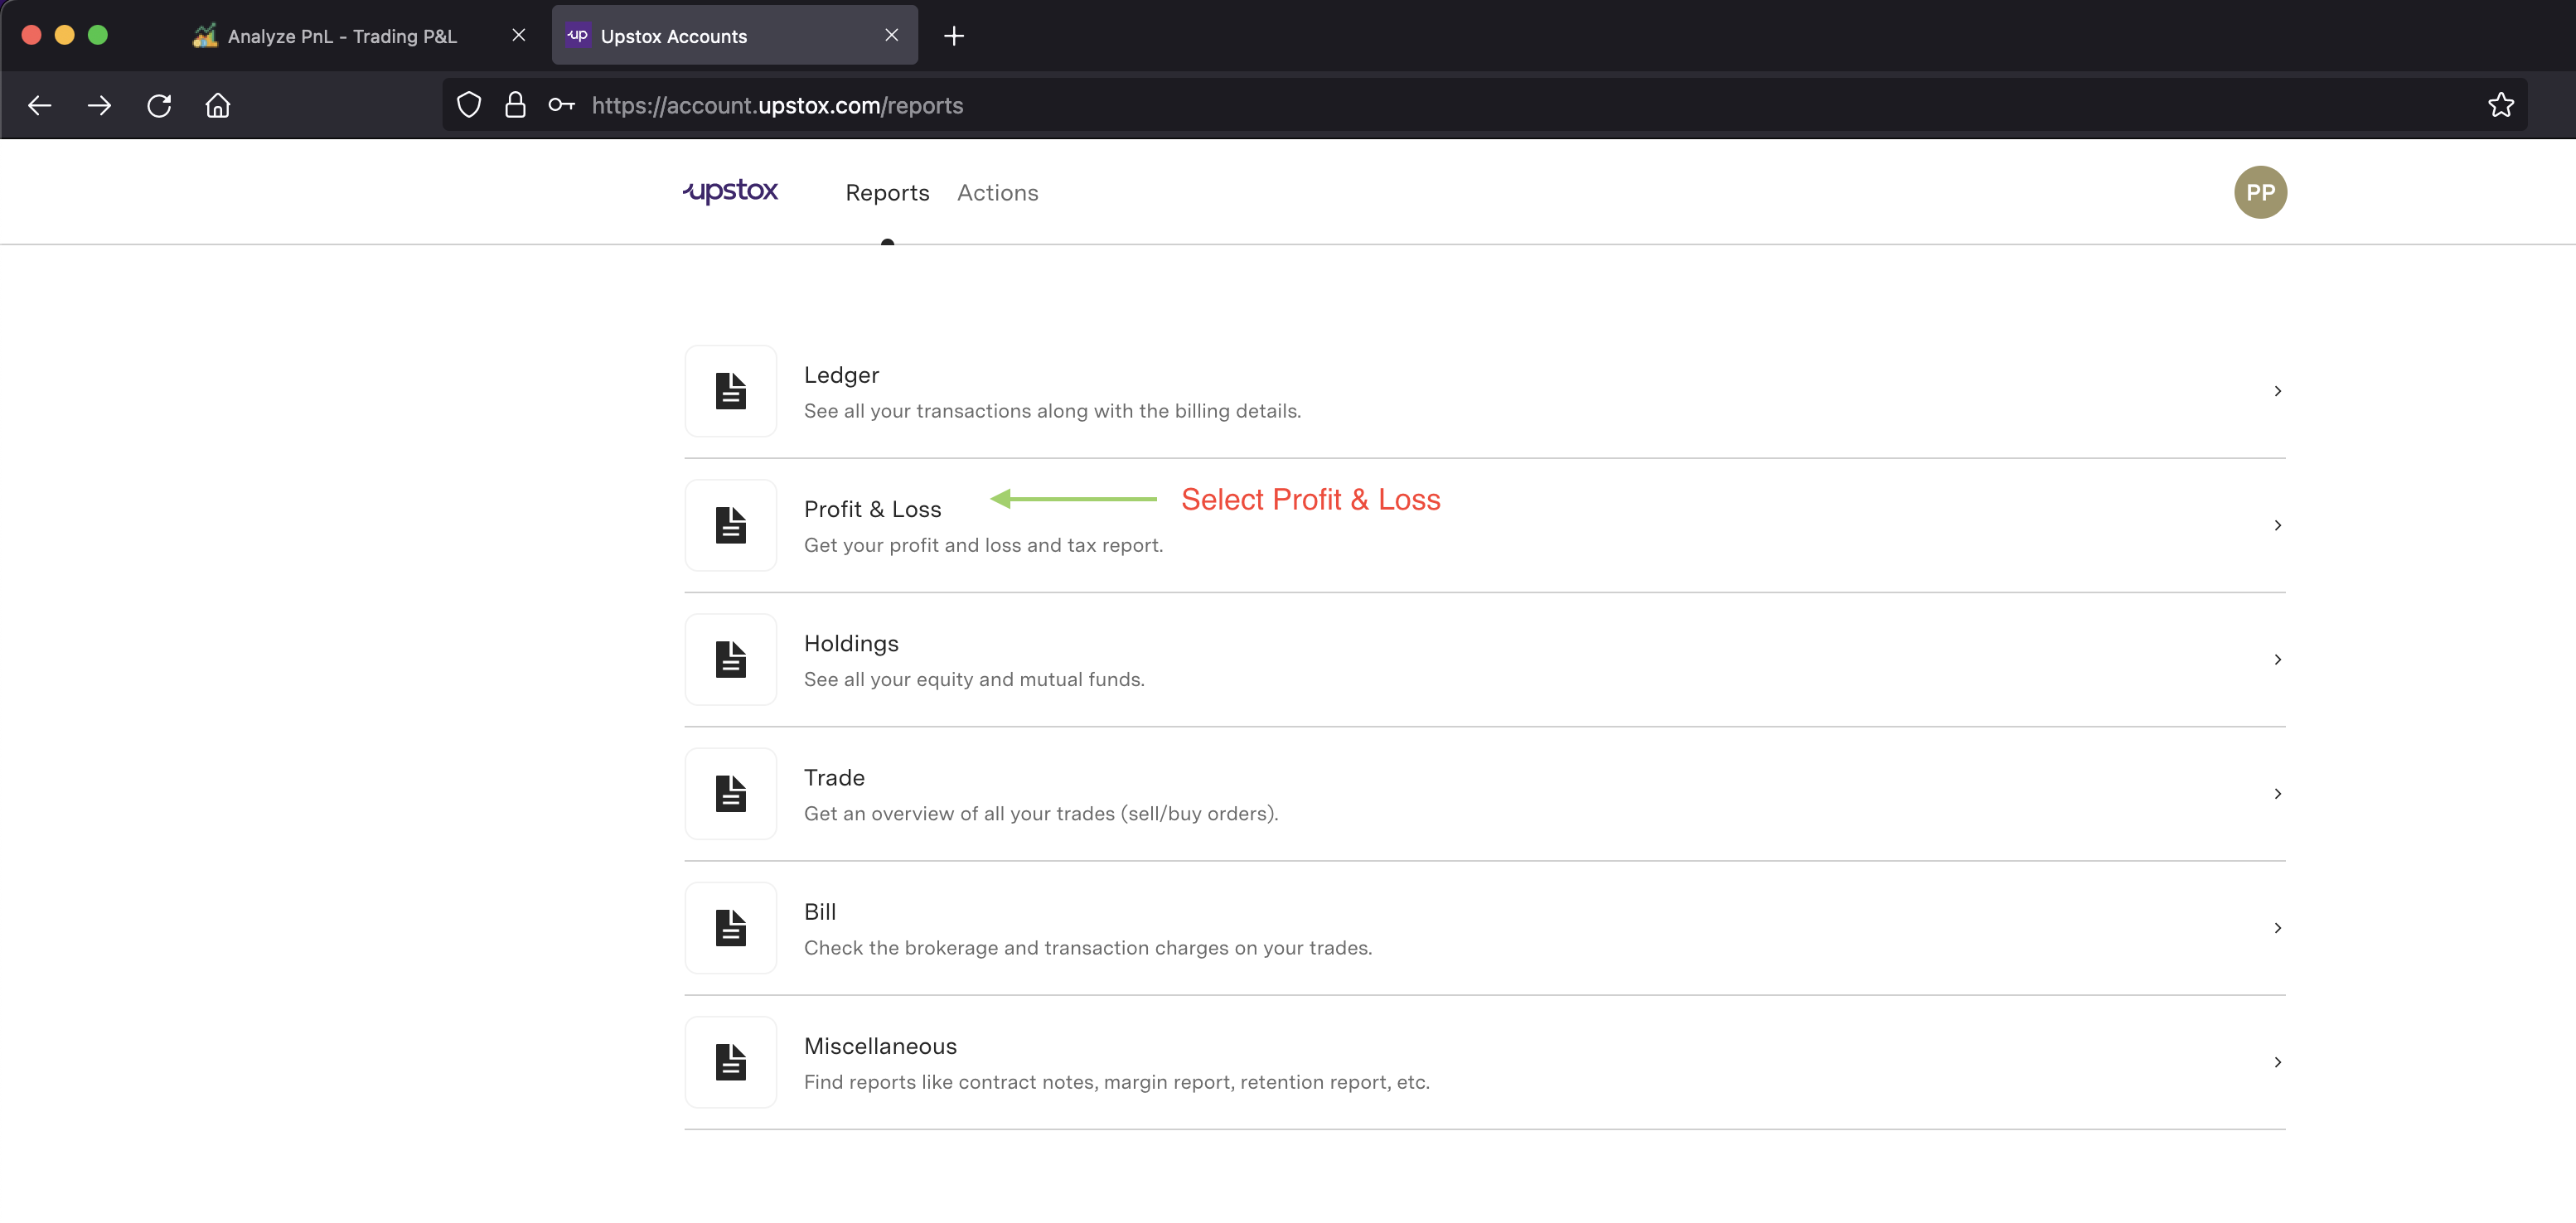 Analyze PnL - Trading P&L
up Upstox Accounts
https://account.upstox.com/reports
upstox Reports Actions PP
Ledger
See all your transactions along with the billing details.
Profit & Loss
Select Profit & Loss
Get your profit and loss and tax report.
Holdings
See all your equity and mutual funds.
Trade
Get an overview of all your trades (sell/buy orders).
Bill
Check the brokerage and transaction charges on your trades.
Miscellaneous
Find reports like contract notes, margin report, retention report, etc.